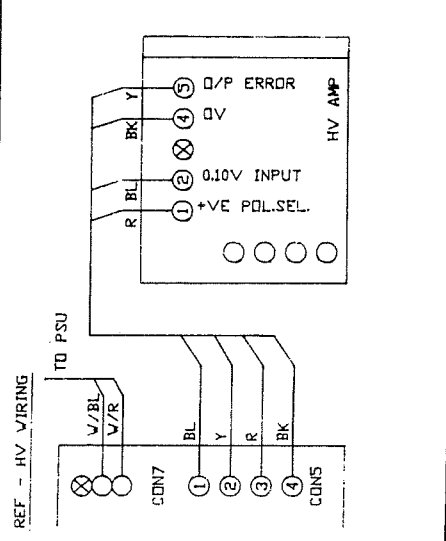 5 O/P ERROR
4 0V
2 0.10V INPUT
1 +VE POL.SEL.
HV AMP
Y
BK
BL
R
TO PSU
REF - HV WIRING
W/BL
W/R
CON7
BL
Y
R
BK
1
2
3
4
CON5